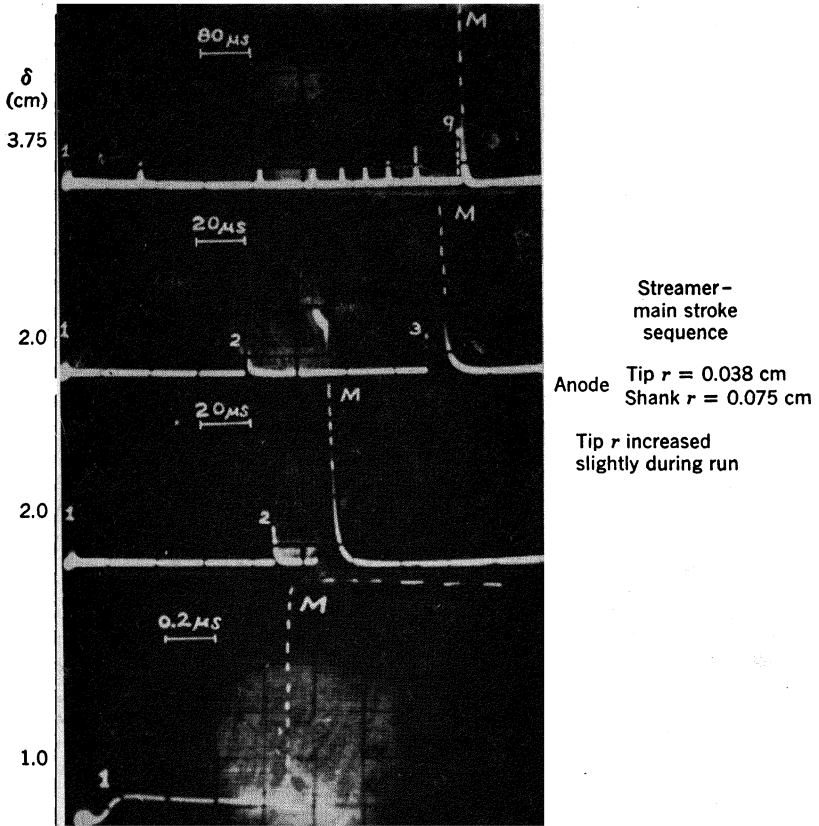 80 μs
M
δ
(cm)
3.75
1
9
20 μs
M
2.0
1
2
3
Streamer–
main stroke
sequence
Anode Tip r = 0.038 cm
Shank r = 0.075 cm
Tip r increased
slightly during run
20 μs
M
2.0
1
2
0.2 μs
M
1.0
1